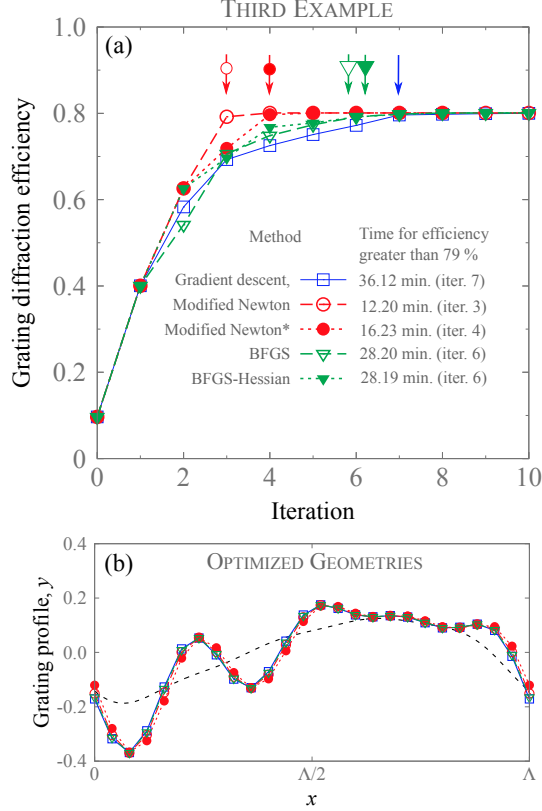 THIRD EXAMPLE
(a)
Grating diffraction efficiency
1.0
0.8
0.6
0.4
0.2
0
Method Time for efficiency
greater than 79 %
Gradient descent, 36.12 min. (iter. 7)
Modified Newton 12.20 min. (iter. 3)
Modified Newton* 16.23 min. (iter. 4)
BFGS 28.20 min. (iter. 6)
BFGS-Hessian 28.19 min. (iter. 6)
0 2 4 6 8 10
Iteration
(b) OPTIMIZED GEOMETRIES
Grating profile, y
0.4
0.2
0.0
-0.2
-0.4
0 Λ/2 Λ
x